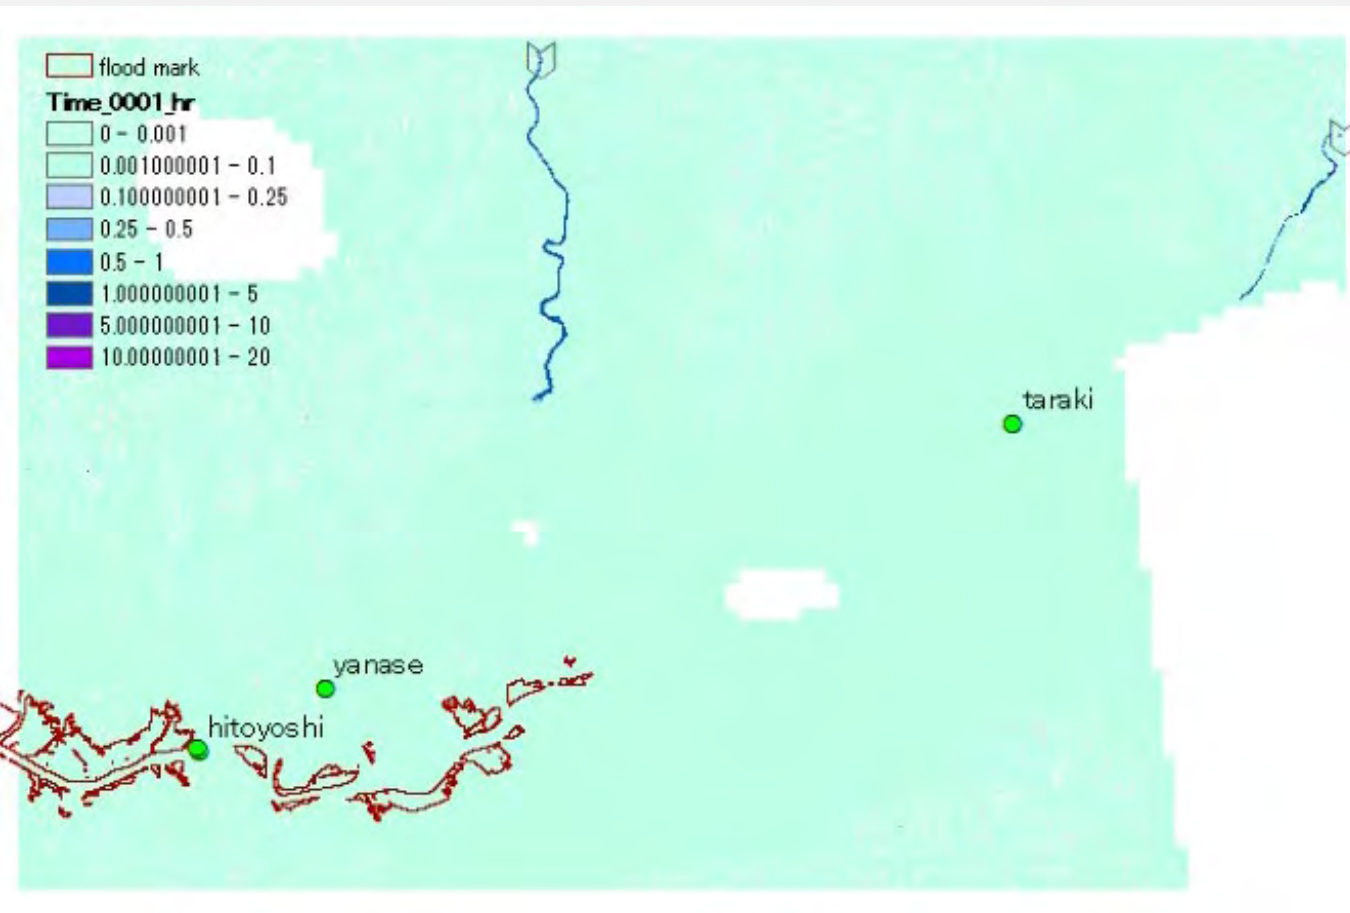 flood mark
Time_0001_hr
0 - 0.001
0.001000001 - 0.1
0.100000001 - 0.25
0.25 - 0.5
0.5 - 1
1.000000001 - 5
5.000000001 - 10
10.00000001 - 20
taraki
yanase
hitoyoshi